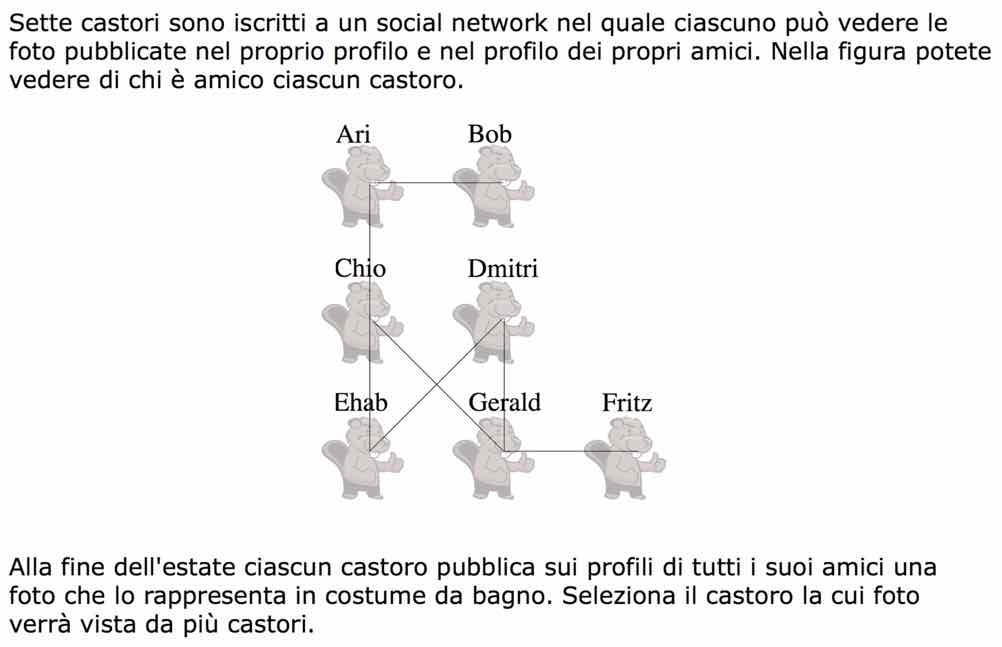 Sette castori sono iscritti a un social network nel quale ciascuno può vedere le
foto pubblicate nel proprio profilo e nel profilo dei propri amici. Nella figura potete
vedere di chi è amico ciascun castoro.
Ari Bob
Chio Dmitri
Ehab Gerald Fritz
Alla fine dell'estate ciascun castoro pubblica sui profili di tutti i suoi amici una
foto che lo rappresenta in costume da bagno. Seleziona il castoro la cui foto
verrà vista da più castori.